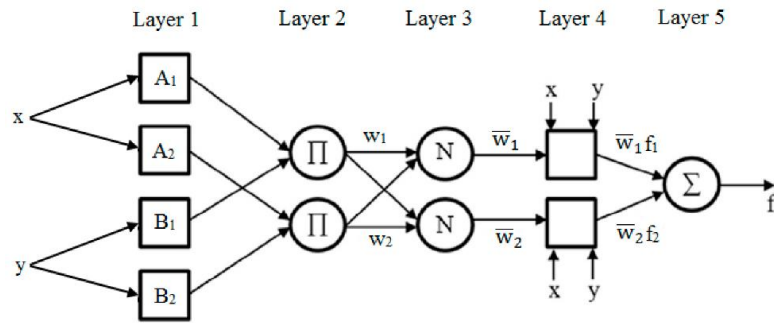 Layer 1 Layer 2 Layer 3 Layer 4 Layer 5
A₁
x y
x
w₁ w̅₁ w̅₁f₁
A₂
∏ N
Σ
B₁
f
∏ N
w₂ w̅₂ w̅₂f₂
y
B₂
x y